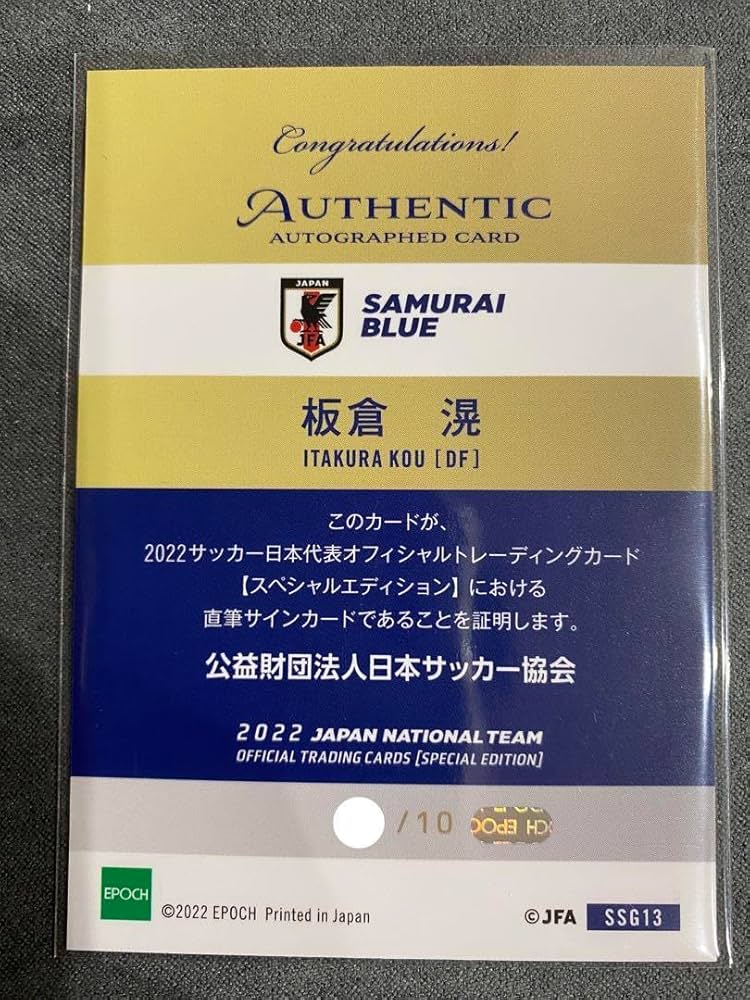 Congratulations!
AUTHENTIC
AUTOGRAPHED CARD
JAPAN
JFA
SAMURAI
BLUE
板倉 滉
ITAKURA KOU [DF]
このカードが、
2022サッカー日本代表オフィシャルトレーディングカード
【スペシャルエディション】における
直筆サインカードであることを証明します。
公益財団法人日本サッカー協会
2022 JAPAN NATIONAL TEAM
OFFICIAL TRADING CARDS [SPECIAL EDITION]
/10
EPOCH
©2022 EPOCH Printed in Japan
©JFA SSG13